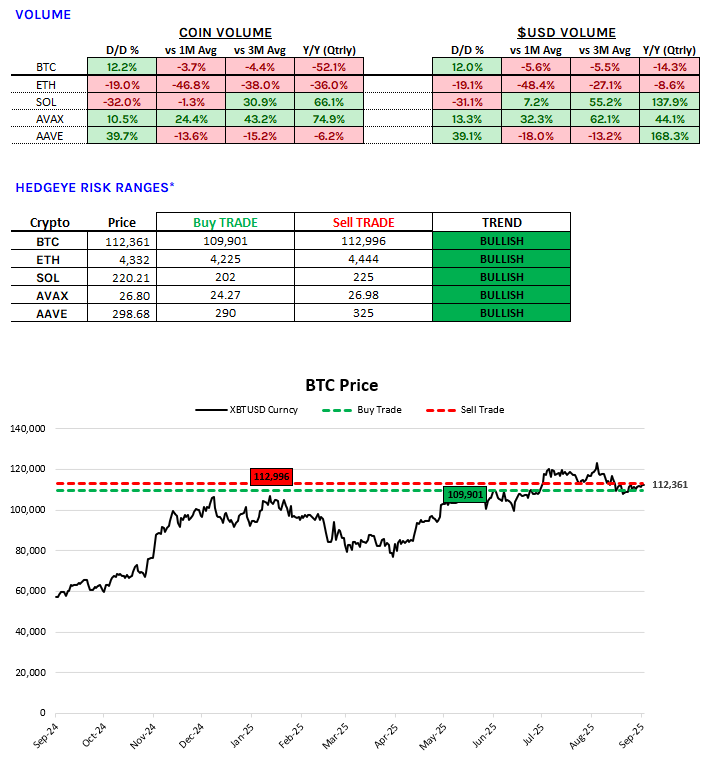 VOLUME
COIN VOLUME $USD VOLUME
D/D % vs 1M Avg vs 3M Avg Y/Y (Qtrly) D/D % vs 1M Avg vs 3M Avg Y/Y (Qtrly)
BTC 12.2% -3.7% -4.4% -52.1% 12.0% -5.6% -5.5% -14.3%
ETH -19.0% -46.8% -38.0% -36.0% -19.1% -48.4% -27.1% -8.6%
SOL -32.0% -1.3% 30.9% 66.1% -31.1% 7.2% 55.2% 137.9%
AVAX 10.5% 24.4% 43.2% 74.9% 13.3% 32.3% 62.1% 44.1%
AAVE 39.7% -13.6% -15.2% -6.2% 39.1% -18.0% -13.2% 168.3%
HEDGEYE RISK RANGES*
Crypto Price Buy TRADE Sell TRADE TREND
BTC 112,361 109,901 112,996 BULLISH
ETH 4,332 4,225 4,444 BULLISH
SOL 220.21 202 225 BULLISH
AVAX 26.80 24.27 26.98 BULLISH
AAVE 298.68 290 325 BULLISH
BTC Price
XBTUSD Curncy Buy Trade Sell Trade
140,000
120,000
112,996
112,361
109,901
100,000
80,000
60,000
40,000
20,000
0
Sep-24 Oct-24 Nov-24 Dec-24 Jan-25 Feb-25 Mar-25 Apr-25 May-25 Jun-25 Jul-25 Aug-25 Sep-25